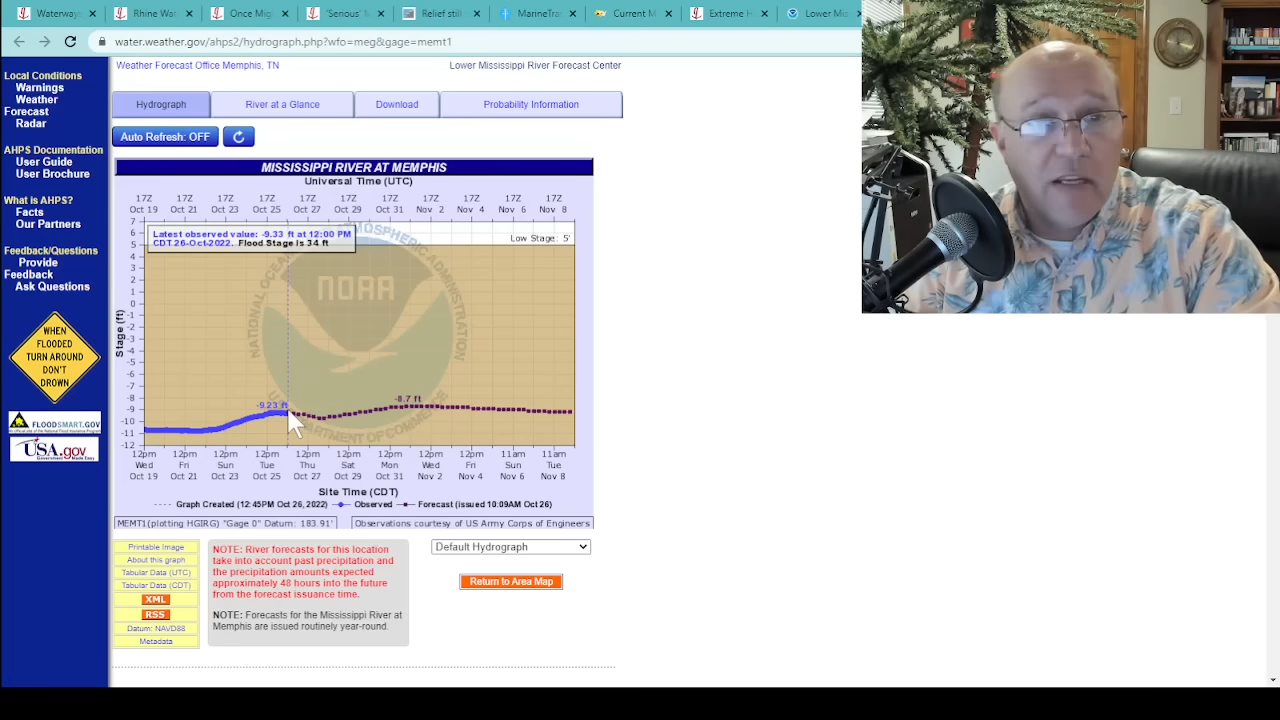 Waterways
Rhine Wat
Once Mig
'Serious'
Relief still
MarineTra
Current M
Extreme H
Lower Mis
water.weather.gov/ahps2/hydrograph.php?wfo=meg&gage=memt1
Weather Forecast Office Memphis, TN
Lower Mississippi River Forecast Center
Local Conditions
Warnings
Weather
Forecast
Radar
AHPS Documentation
User Guide
User Brochure
What is AHPS?
Facts
Our Partners
Feedback/Questions
Provide
Feedback
Ask Questions
WHEN
FLOODED
TURN AROUND
DON'T
DROWN
FLOODSMART.GOV
USA.gov
Hydrograph
River at a Glance
Download
Probability Information
Auto Refresh: OFF
MISSISSIPPI RIVER AT MEMPHIS
Universal Time (UTC)
17Z 17Z 17Z 17Z 17Z 17Z 17Z 17Z 17Z 17Z 17Z
Oct 19 Oct 21 Oct 23 Oct 25 Oct 27 Oct 29 Oct 31 Nov 2 Nov 4 Nov 6 Nov 8
Latest observed value: -9.33 ft at 12:00 PM
CDT 26-Oct-2022. Flood Stage is 34 ft
Low Stage: 5'
Stage (ft)
7
6
5
4
3
2
1
0
-1
-2
-3
-4
-5
-6
-7
-8
-9
-10
-11
-12
NOAA
-9.23 ft
-8.7 ft
12pm 12pm 12pm 12pm 12pm 12pm 12pm 12pm 12pm 11am 11am
Wed Fri Sun Tue Thu Sat Mon Wed Fri Sun Tue
Oct 19 Oct 21 Oct 23 Oct 25 Oct 27 Oct 29 Oct 31 Nov 2 Nov 4 Nov 6 Nov 8
Site Time (CDT)
Graph Created (12:45PM Oct 26, 2022) Observed Forecast (issued 10:09AM Oct 26)
MEMT1(plotting HGIRG) "Gage 0" Datum: 183.91'
Observations courtesy of US Army Corps of Engineers
Printable Image
About this graph
Tabular Data (UTC)
Tabular Data (CDT)
XML
RSS
Datum: NAVD88
Metadata
NOTE: River forecasts for this location
take into account past precipitation and
the precipitation amounts expected
approximately 48 hours into the future
from the forecast issuance time.
NOTE: Forecasts for the Mississippi River at
Memphis are issued routinely year-round.
Default Hydrograph
Return to Area Map